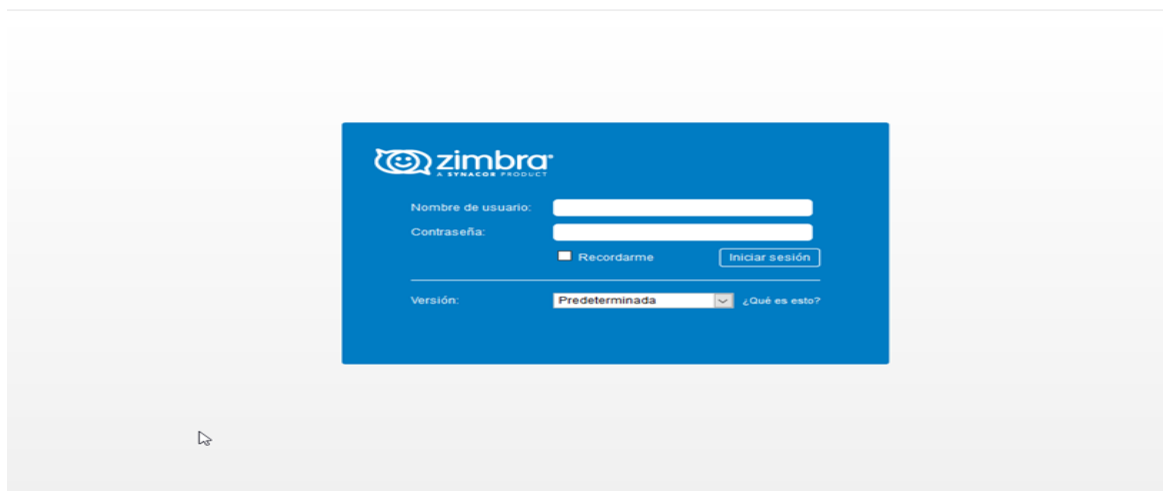 zimbra®
A SYNACOR PRODUCT
Nombre de usuario:
Contraseña:
Recordarme
Iniciar sesión
Versión:
Predeterminada
¿Qué es esto?